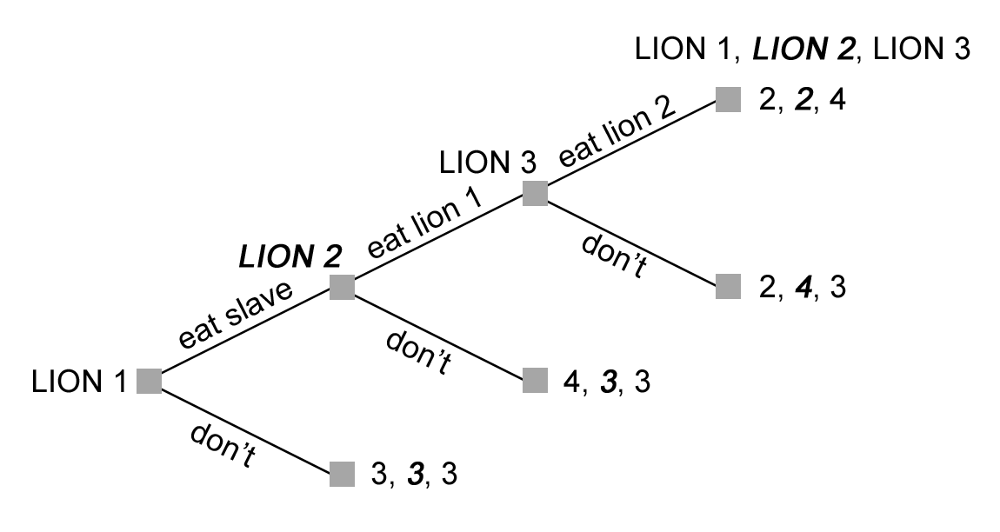 LION 1, LION 2, LION 3
2, 2, 4
eat lion 2
LION 3
don't
2, 4, 3
eat lion 1
LION 2
don't
4, 3, 3
eat slave
LION 1
don't
3, 3, 3